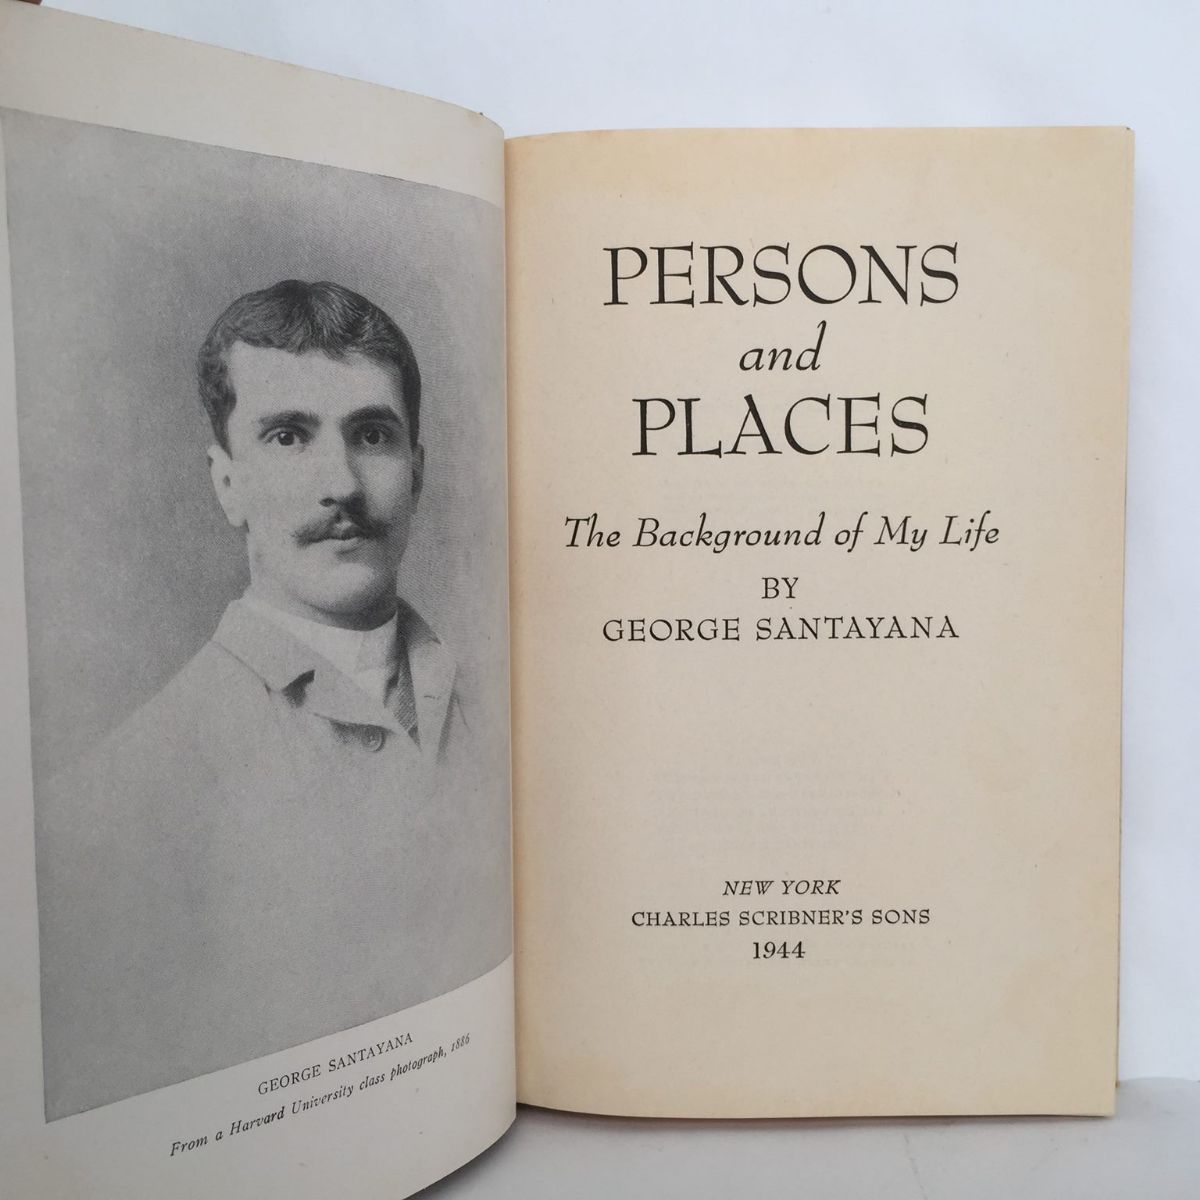 GEORGE SANTAYANA
From a Harvard University class photograph, 1886
PERSONS
and
PLACES
The Background of My Life
BY
GEORGE SANTAYANA
NEW YORK
CHARLES SCRIBNER'S SONS
1944